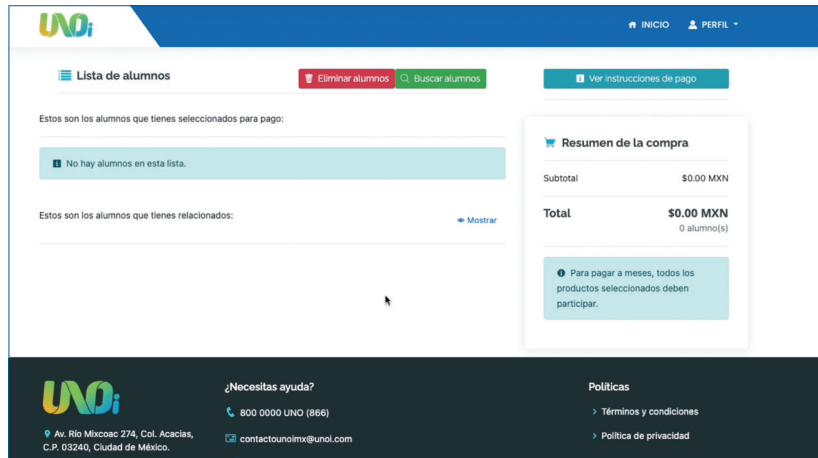 UNOi
INICIO
PERFIL
Lista de alumnos
Eliminar alumnos
Buscar alumnos
Ver instrucciones de pago
Estos son los alumnos que tienes seleccionados para pago:
No hay alumnos en esta lista.
Estos son los alumnos que tienes relacionados:
Mostrar
Resumen de la compra
Subtotal
$0.00 MXN
Total
$0.00 MXN
0 alumno(s)
Para pagar a meses, todos los
productos seleccionados deben
participar.
UNOi
Av. Río Mixcoac 274, Col. Acacias,
C.P. 03240, Ciudad de México.
¿Necesitas ayuda?
800 0000 UNO (866)
contactounoimx@unoi.com
Políticas
Términos y condiciones
Política de privacidad